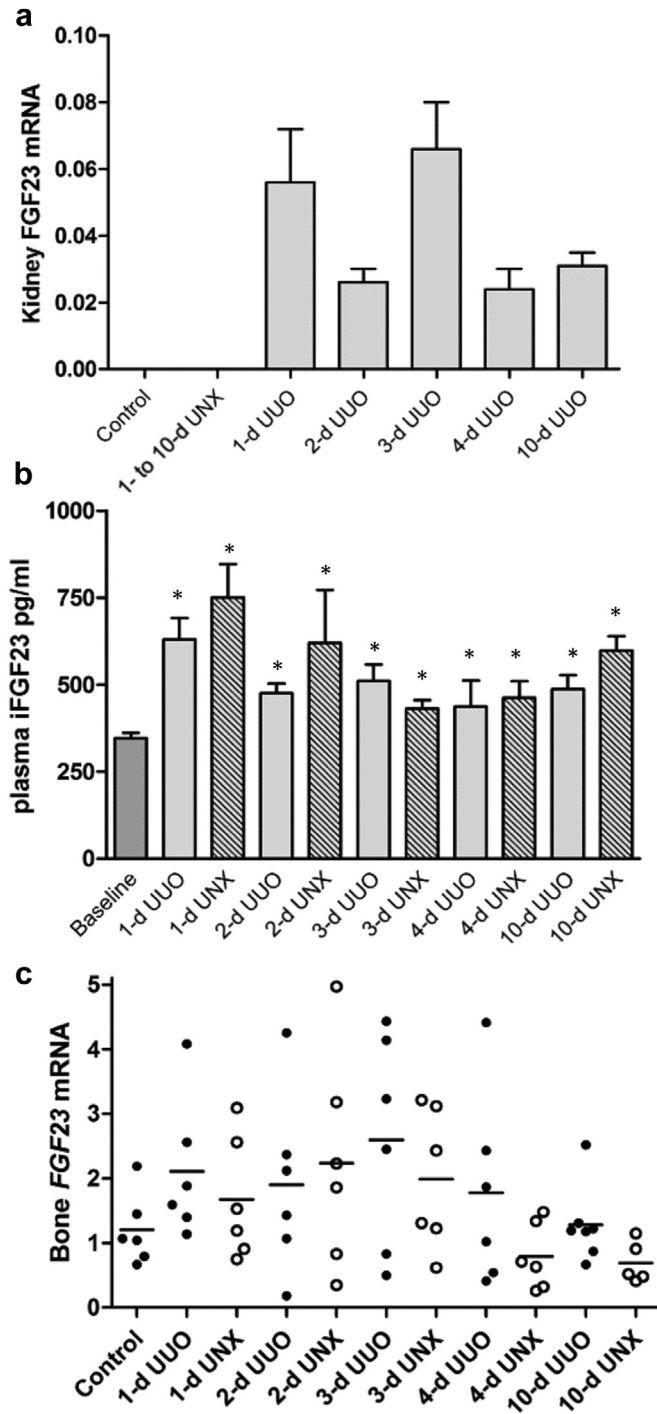 a
Kidney FGF23 mRNA
0.10
0.08
0.06
0.04
0.02
0.00
Control
1- to 10-d UNX
1-d UUO
2-d UUO
3-d UUO
4-d UUO
10-d UUO
b
plasma iFGF23 pg/ml
1000
750
500
250
0
* * * * * * * * * *
Baseline
1-d UUO
1-d UNX
2-d UUO
2-d UNX
3-d UUO
3-d UNX
4-d UUO
4-d UNX
10-d UUO
10-d UNX
c
Bone FGF23 mRNA
5
4
3
2
1
0
Control
1-d UUO
1-d UNX
2-d UUO
2-d UNX
3-d UUO
3-d UNX
4-d UUO
4-d UNX
10-d UUO
10-d UNX